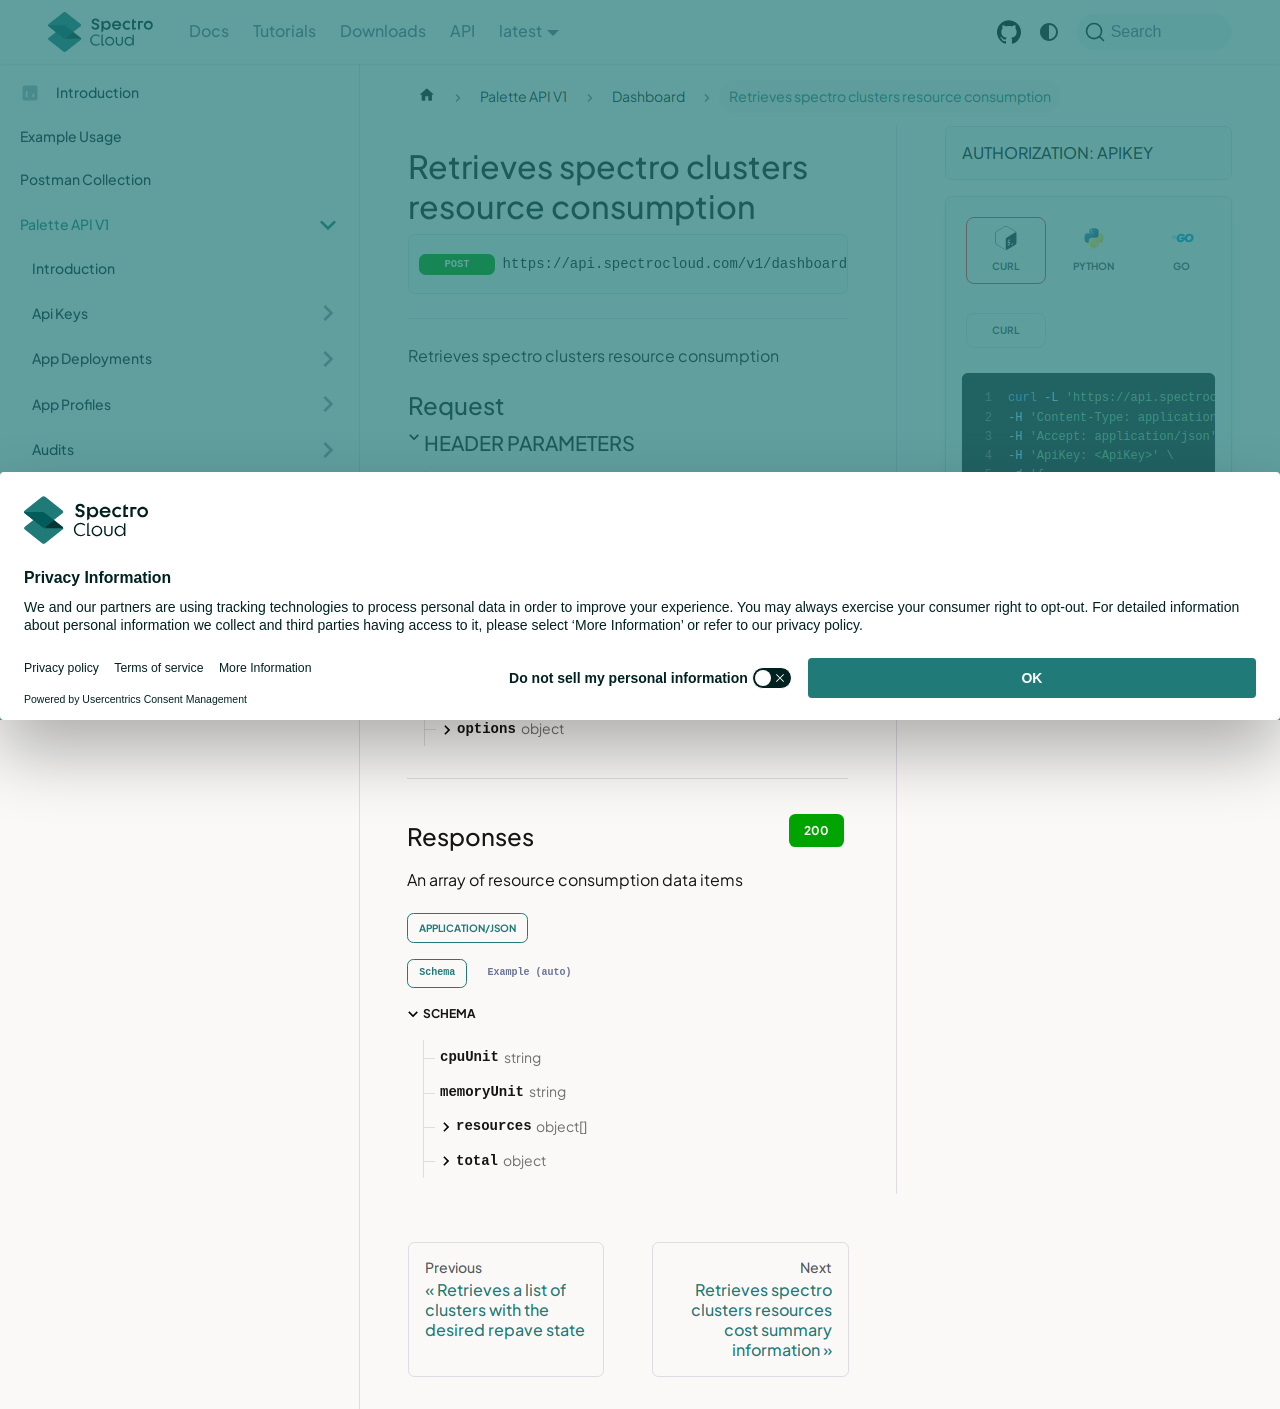 Spectro Cloud
Docs Tutorials Downloads API latest
Search
Introduction
Example Usage
Postman Collection
Palette API V1
Introduction
Api Keys
App Deployments
App Profiles
Audits
Palette API V1 Dashboard Retrieves spectro clusters resource consumption
Retrieves spectro clusters
resource consumption
POST https://api.spectrocloud.com/v1/dashboard
Retrieves spectro clusters resource consumption
Request
HEADER PARAMETERS
AUTHORIZATION: APIKEY
CURL PYTHON GO
CURL
1 curl -L 'https://api.spectroc
2 -H 'Content-Type: application
3 -H 'Accept: application/json'
4 -H 'ApiKey: <ApiKey>' \
Spectro
Cloud
Privacy Information
We and our partners are using tracking technologies to process personal data in order to improve your experience. You may always exercise your consumer right to opt-out. For detailed information
about personal information we collect and third parties having access to it, please select ‘More Information’ or refer to our privacy policy.
Privacy policy Terms of service More Information
Do not sell my personal information
OK
Powered by Usercentrics Consent Management
options object
Responses
200
An array of resource consumption data items
APPLICATION/JSON
Schema Example (auto)
SCHEMA
cpuUnit string
memoryUnit string
resources object[]
total object
Previous
« Retrieves a list of
clusters with the
desired repave state
Next
Retrieves spectro
clusters resources
cost summary
information »